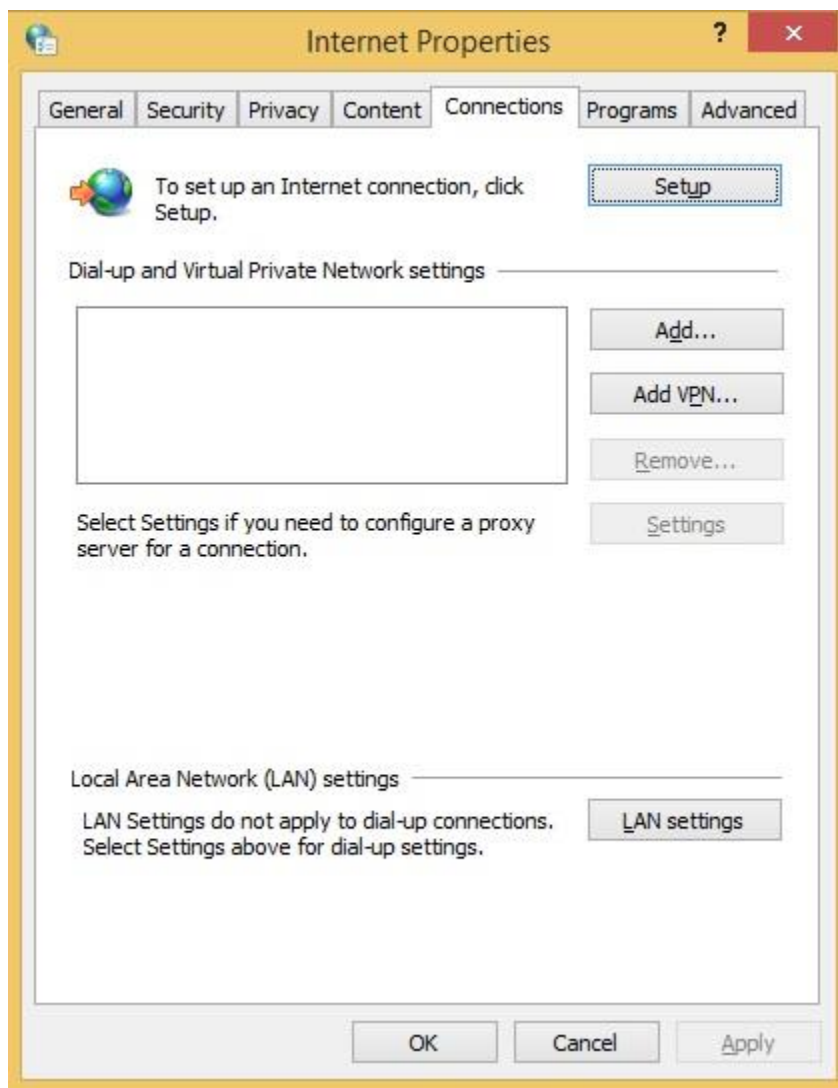 Internet Properties
?
General Security Privacy Content Connections Programs Advanced
To set up an Internet connection, click
Setup.
Setup
Dial-up and Virtual Private Network settings
Add...
Add VPN...
Remove...
Select Settings if you need to configure a proxy
server for a connection.
Settings
Local Area Network (LAN) settings
LAN Settings do not apply to dial-up connections.
Select Settings above for dial-up settings.
LAN settings
OK Cancel Apply